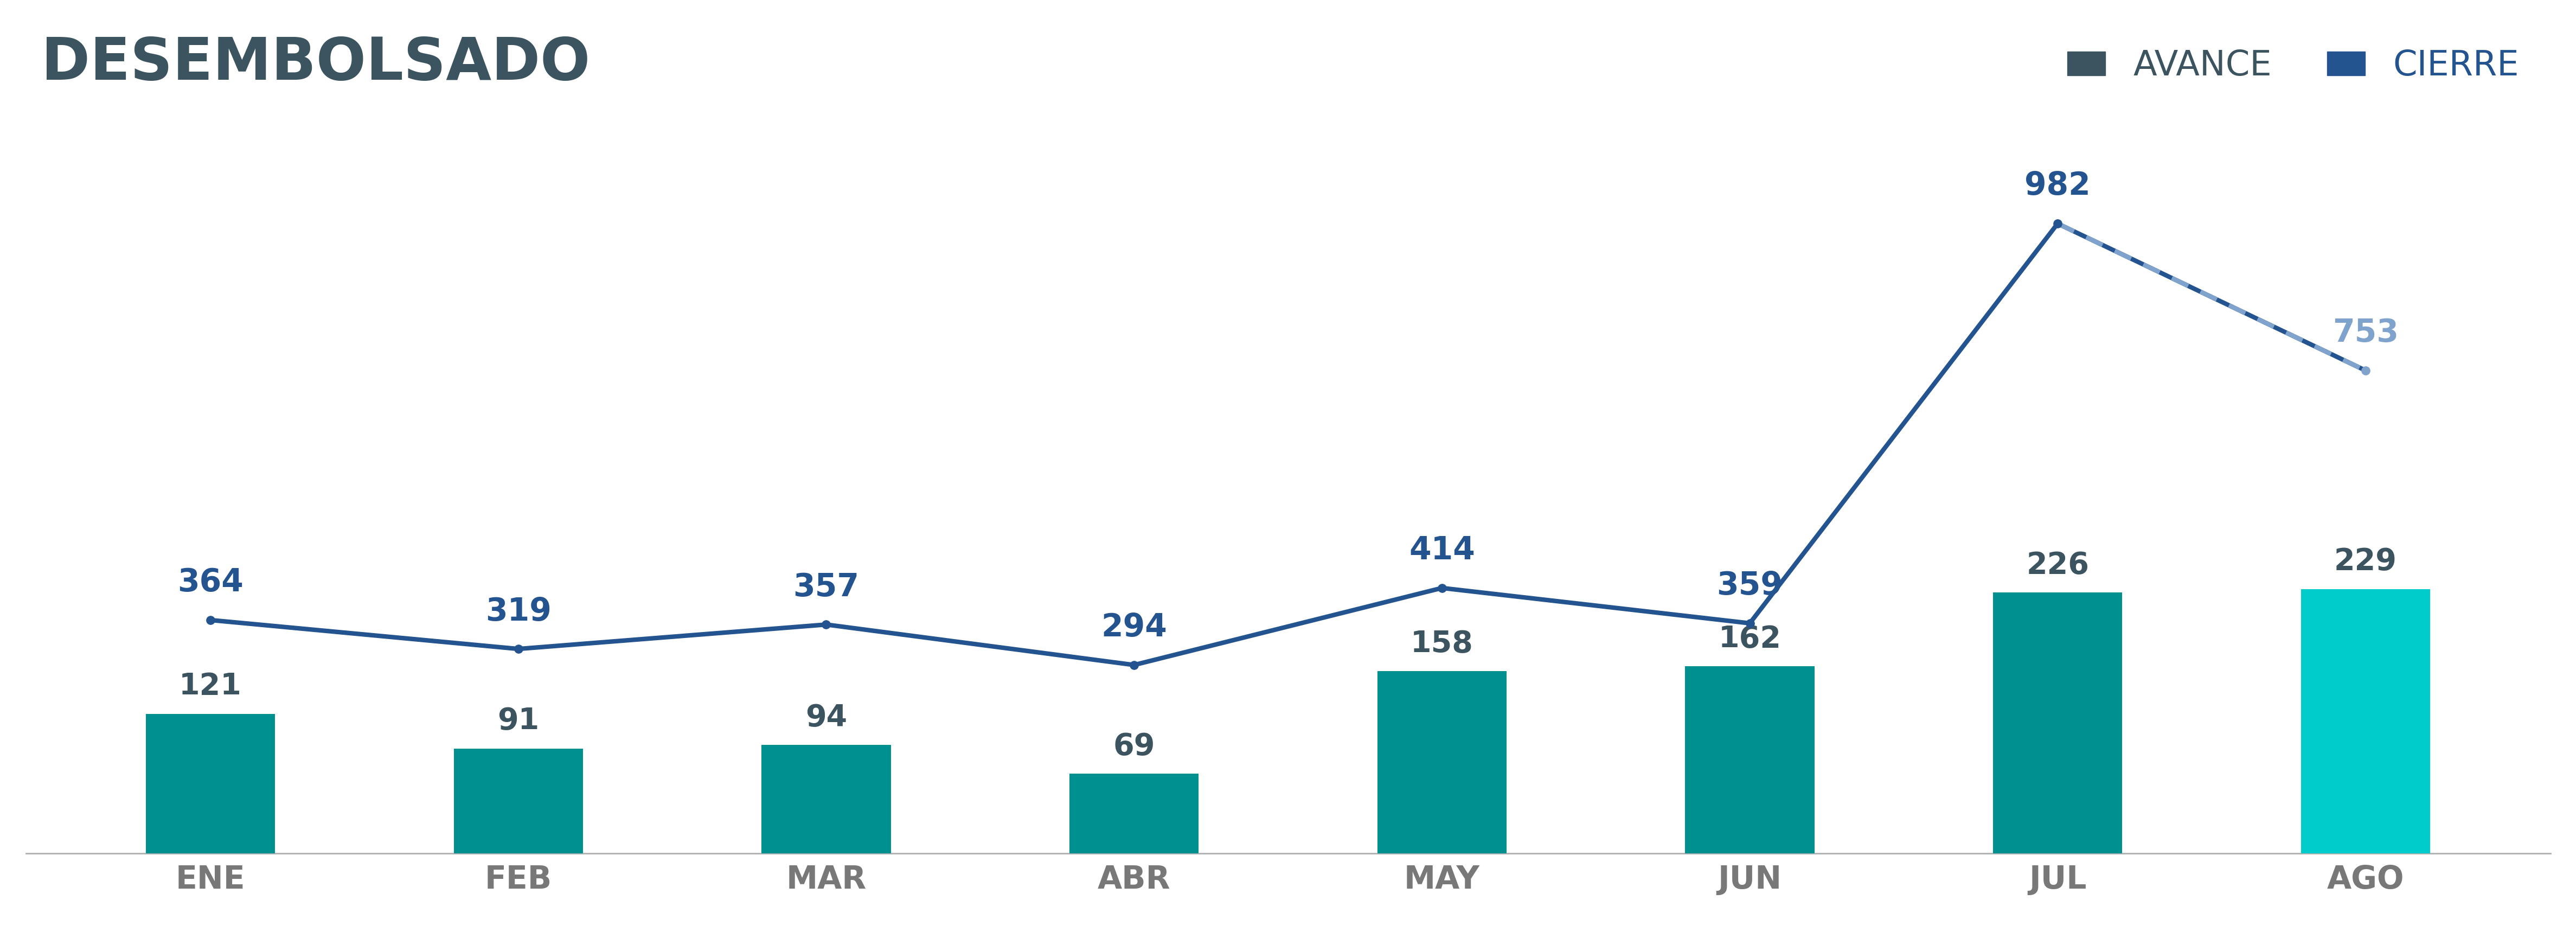 DESEMBOLSADO
AVANCE CIERRE
982
753
364 319 357 294 414 359
226 229
121 91 94 69 158 162
ENE FEB MAR ABR MAY JUN JUL AGO